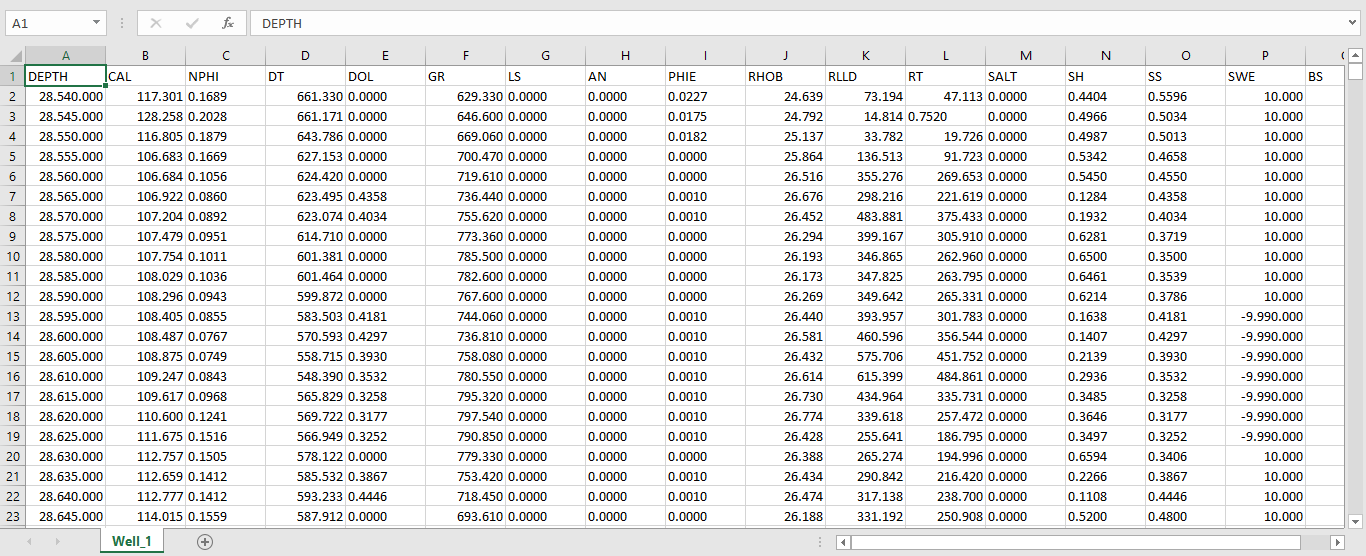 A1 DEPTH
A B C D E F G H I J K L M N O P
1 DEPTH CAL NPHI DT DOL GR LS AN PHIE RHOB RLLD RT SALT SH SS SWE BS
2 28.540.000 117.301 0.1689 661.330 0.0000 629.330 0.0000 0.0000 0.0227 24.639 73.194 47.113 0.0000 0.4404 0.5596 10.000
3 28.545.000 128.258 0.2028 661.171 0.0000 646.600 0.0000 0.0000 0.0175 24.792 14.814 0.7520 0.0000 0.4966 0.5034 10.000
4 28.550.000 116.805 0.1879 643.786 0.0000 669.060 0.0000 0.0000 0.0182 25.137 33.782 19.726 0.0000 0.4987 0.5013 10.000
5 28.555.000 106.683 0.1669 627.153 0.0000 700.470 0.0000 0.0000 0.0000 25.864 136.513 91.723 0.0000 0.5342 0.4658 10.000
6 28.560.000 106.684 0.1056 624.420 0.0000 719.610 0.0000 0.0000 0.0000 26.516 355.276 269.653 0.0000 0.5450 0.4550 10.000
7 28.565.000 106.922 0.0860 623.495 0.4358 736.440 0.0000 0.0000 0.0010 26.676 298.216 221.619 0.0000 0.1284 0.4358 10.000
8 28.570.000 107.204 0.0892 623.074 0.4034 755.620 0.0000 0.0000 0.0010 26.452 483.881 375.433 0.0000 0.1932 0.4034 10.000
9 28.575.000 107.479 0.0951 614.710 0.0000 773.360 0.0000 0.0000 0.0000 26.294 399.167 305.910 0.0000 0.6281 0.3719 10.000
10 28.580.000 107.754 0.1011 601.381 0.0000 785.500 0.0000 0.0000 0.0000 26.193 346.865 262.960 0.0000 0.6500 0.3500 10.000
11 28.585.000 108.029 0.1036 601.464 0.0000 782.600 0.0000 0.0000 0.0000 26.173 347.825 263.795 0.0000 0.6461 0.3539 10.000
12 28.590.000 108.296 0.0943 599.872 0.0000 767.600 0.0000 0.0000 0.0000 26.269 349.642 265.331 0.0000 0.6214 0.3786 10.000
13 28.595.000 108.405 0.0855 583.503 0.4181 744.060 0.0000 0.0000 0.0010 26.440 393.957 301.783 0.0000 0.1638 0.4181 -9.990.000
14 28.600.000 108.487 0.0767 570.593 0.4297 736.810 0.0000 0.0000 0.0010 26.581 460.596 356.544 0.0000 0.1407 0.4297 -9.990.000
15 28.605.000 108.875 0.0749 558.715 0.3930 758.080 0.0000 0.0000 0.0010 26.432 575.706 451.752 0.0000 0.2139 0.3930 -9.990.000
16 28.610.000 109.247 0.0843 548.390 0.3532 780.550 0.0000 0.0000 0.0010 26.614 615.399 484.861 0.0000 0.2936 0.3532 -9.990.000
17 28.615.000 109.617 0.0968 565.829 0.3258 795.320 0.0000 0.0000 0.0010 26.730 434.964 335.731 0.0000 0.3485 0.3258 -9.990.000
18 28.620.000 110.600 0.1241 569.722 0.3177 797.540 0.0000 0.0000 0.0010 26.774 339.618 257.472 0.0000 0.3646 0.3177 -9.990.000
19 28.625.000 111.675 0.1516 566.949 0.3252 790.850 0.0000 0.0000 0.0010 26.428 255.641 186.795 0.0000 0.3497 0.3252 -9.990.000
20 28.630.000 112.757 0.1505 578.122 0.0000 779.330 0.0000 0.0000 0.0000 26.388 265.274 194.996 0.0000 0.6594 0.3406 10.000
21 28.635.000 112.659 0.1412 585.532 0.3867 753.420 0.0000 0.0000 0.0010 26.434 290.842 216.420 0.0000 0.2266 0.3867 10.000
22 28.640.000 112.777 0.1412 593.233 0.4446 718.450 0.0000 0.0000 0.0010 26.474 317.138 238.700 0.0000 0.1108 0.4446 10.000
23 28.645.000 114.015 0.1559 587.912 0.0000 693.610 0.0000 0.0000 0.0000 26.188 331.192 250.908 0.0000 0.5200 0.4800 10.000
Well_1